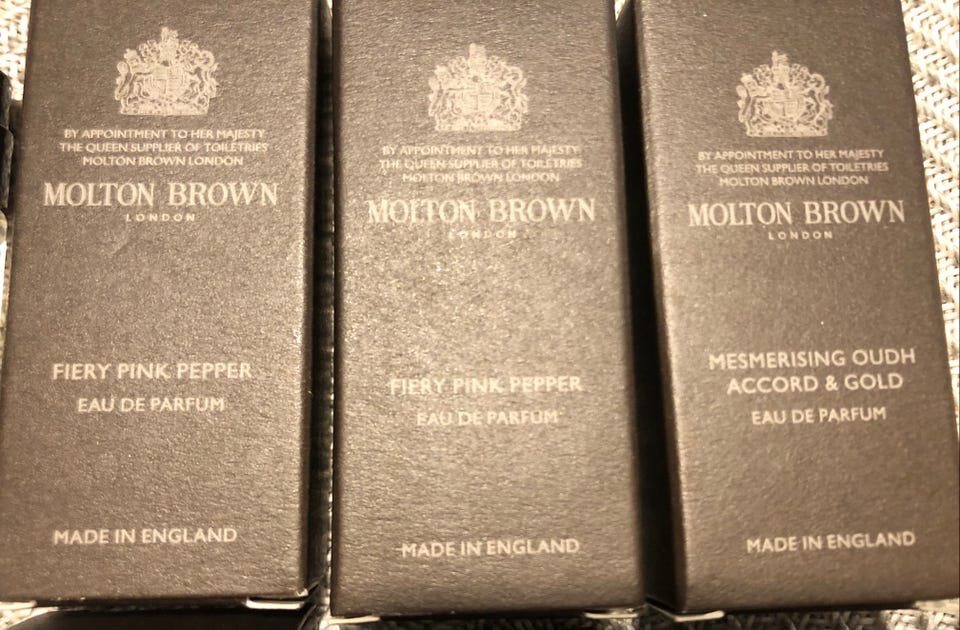 BY APPOINTMENT TO HER MAJESTY
THE QUEEN SUPPLIER OF TOILETRIES
MOLTON BROWN LONDON
MOLTON BROWN
LONDON
FIERY PINK PEPPER
EAU DE PARFUM
MADE IN ENGLAND
BY APPOINTMENT TO HER MAJESTY
THE QUEEN SUPPLIER OF TOILETRIES
MOLTON BROWN LONDON
MOLTON BROWN
LONDON
FIERY PINK PEPPER
EAU DE PARFUM
MADE IN ENGLAND
BY APPOINTMENT TO HER MAJESTY
THE QUEEN SUPPLIER OF TOILETRIES
MOLTON BROWN LONDON
MOLTON BROWN
LONDON
MESMERISING OUDH
ACCORD & GOLD
EAU DE PARFUM
MADE IN ENGLAND